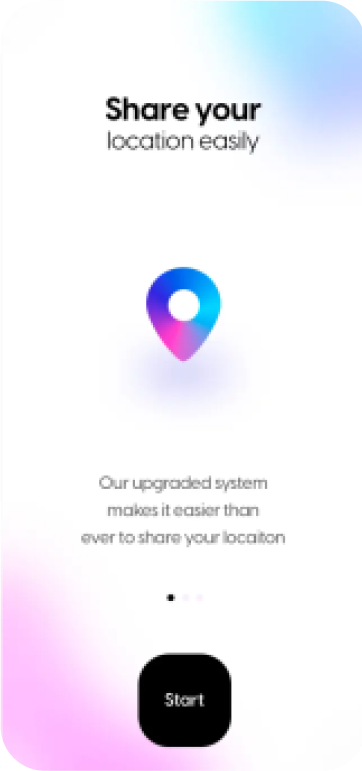 Share your
location easily
Our upgraded system
makes it easier than
ever to share your locaiton
Start